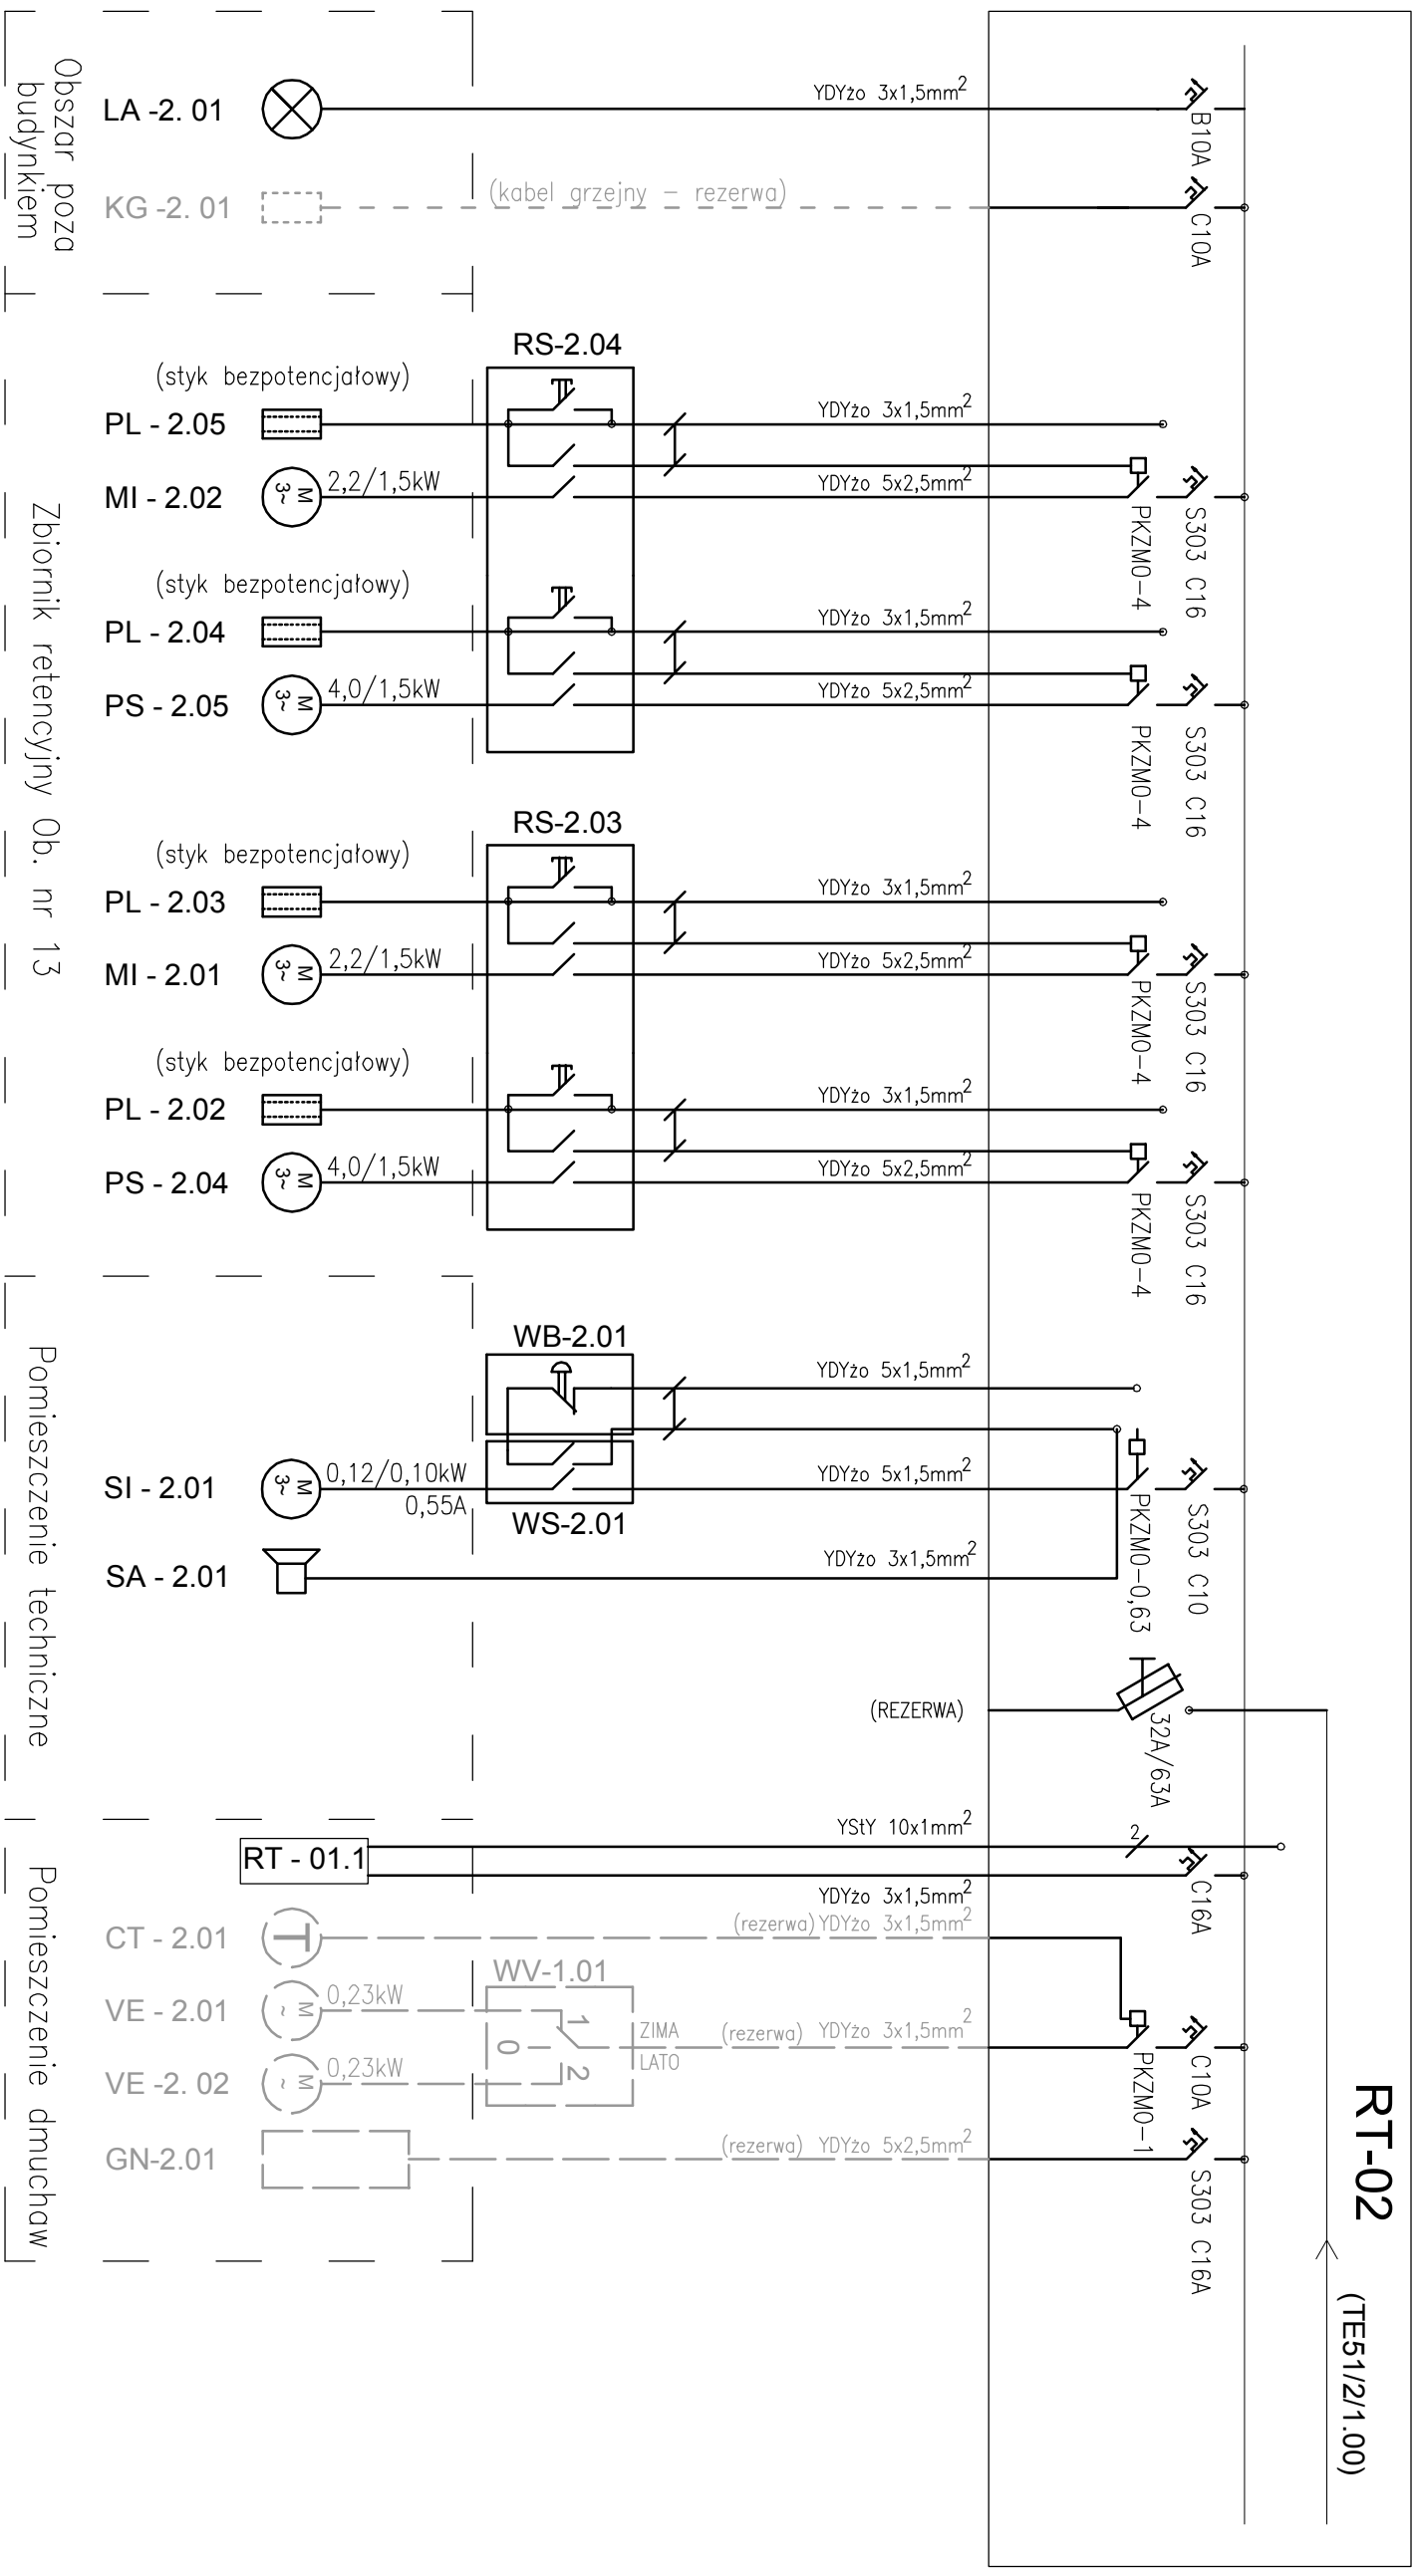 Obszar poza
budynkiem
LA -2. 01
YDYżo 3x1,5mm2
B10A
KG -2. 01
(kabel grzejny – rezerwa)
C10A
Zbiornik retencyjny Ob. nr 13
RS-2.04
(styk bezpotencjałowy)
PL - 2.05
YDYżo 3x1,5mm2
MI - 2.02
M
3~
2,2/1,5kW
YDYżo 5x2,5mm2
PKZM0-4
S303 C16
(styk bezpotencjałowy)
PL - 2.04
YDYżo 3x1,5mm2
PS - 2.05
M
3~
4,0/1,5kW
YDYżo 5x2,5mm2
PKZM0-4
S303 C16
RS-2.03
(styk bezpotencjałowy)
PL - 2.03
YDYżo 3x1,5mm2
MI - 2.01
M
3~
2,2/1,5kW
YDYżo 5x2,5mm2
PKZM0-4
S303 C16
(styk bezpotencjałowy)
PL - 2.02
YDYżo 3x1,5mm2
PS - 2.04
M
3~
4,0/1,5kW
YDYżo 5x2,5mm2
PKZM0-4
S303 C16
Pomieszczenie techniczne
WB-2.01
YDYżo 5x1,5mm2
SI - 2.01
M
3~
0,12/0,10kW
0,55A
WS-2.01
YDYżo 5x1,5mm2
PKZM0-0,63
S303 C10
SA - 2.01
YDYżo 3x1,5mm2
(REZERWA)
32A/63A
Pomieszczenie dmuchaw
RT - 01.1
YStY 10x1mm2
2
YDYżo 3x1,5mm2
C16A
CT - 2.01
(rezerwa) YDYżo 3x1,5mm2
VE - 2.01
M
~
0,23kW
WV-1.01
1
0
2
ZIMA
LATO
(rezerwa) YDYżo 3x1,5mm2
PKZM0-1
C10A
VE -2. 02
M
~
0,23kW
GN-2.01
(rezerwa) YDYżo 5x2,5mm2
S303 C16A
RT-02
(TE51/2/1.00)